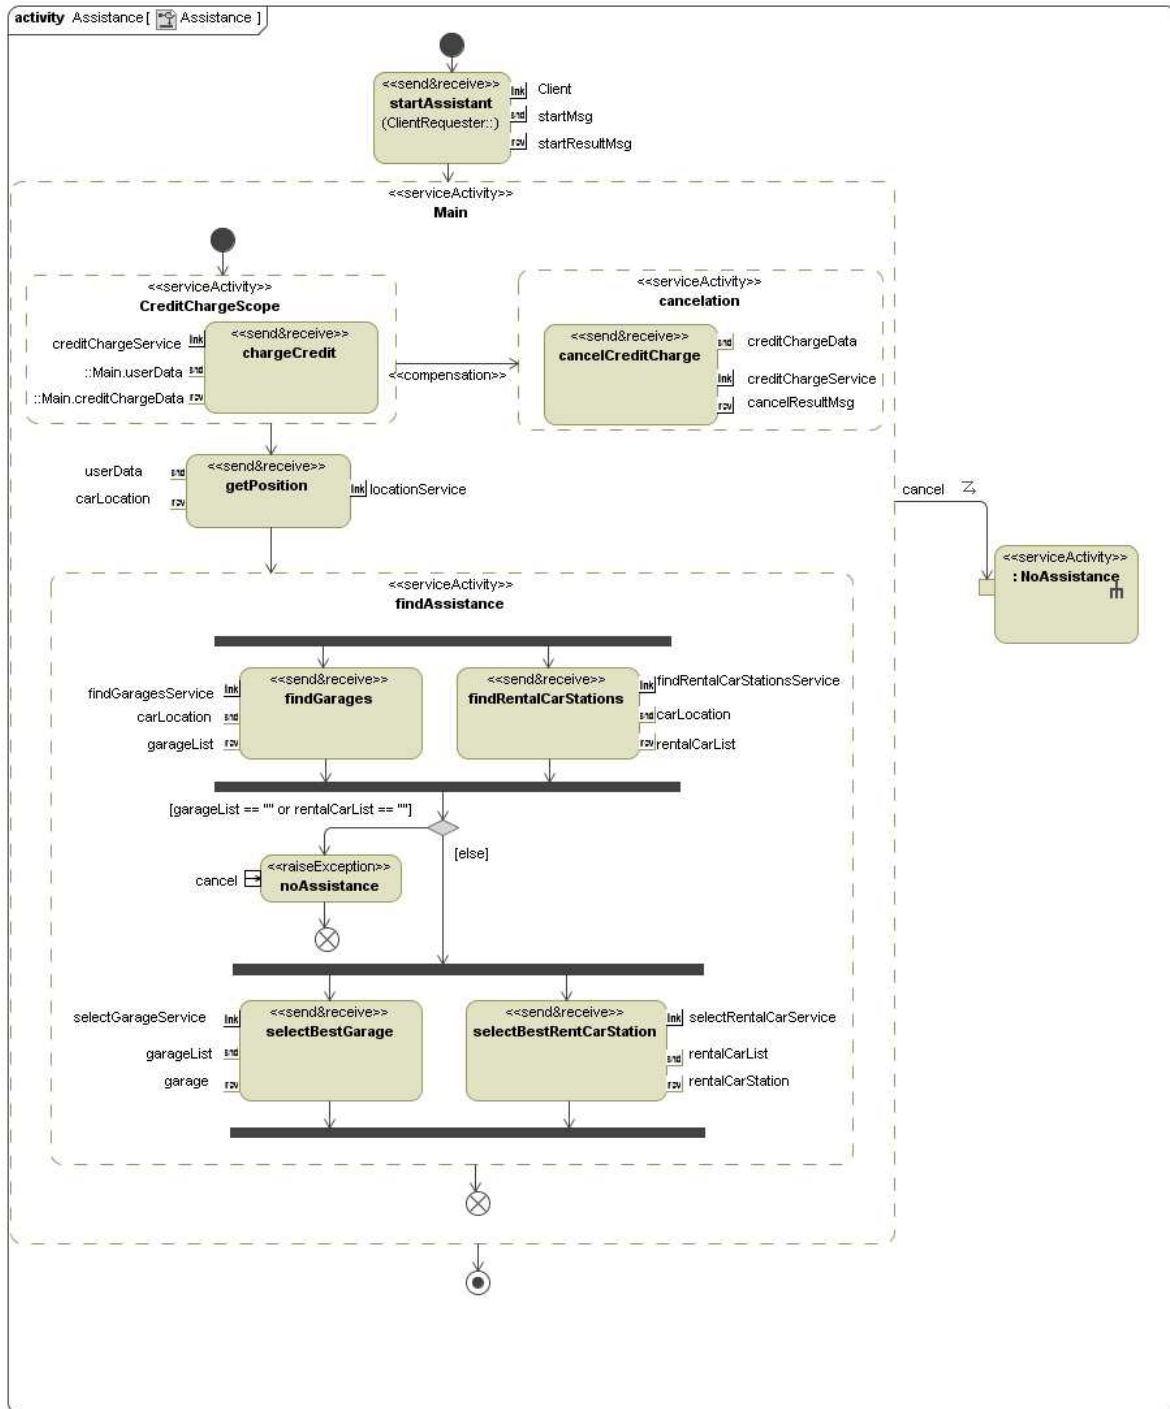 activity Assistance [ Assistance ]
<<send&receive>>
startAssistant
(ClientRequester::)
lnk Client
snd startMsg
rcv startResultMsg
<<serviceActivity>>
Main
<<serviceActivity>>
CreditChargeScope
creditChargeService lnk
::Main.userData snd
::Main.creditChargeData rcv
<<send&receive>>
chargeCredit
<<compensation>>
<<serviceActivity>>
cancelation
<<send&receive>>
cancelCreditCharge
snd creditChargeData
lnk creditChargeService
rcv cancelResultMsg
userData snd
carLocation rcv
<<send&receive>>
getPosition
lnk locationService
cancel
<<serviceActivity>>
: NoAssistance
<<serviceActivity>>
findAssistance
findGaragesService lnk
carLocation snd
garageList rcv
<<send&receive>>
findGarages
<<send&receive>>
findRentalCarStations
lnk findRentalCarStationsService
snd carLocation
rcv rentalCarList
[garageList == "" or rentalCarList == ""]
[else]
cancel
<<raiseException>>
noAssistance
selectGarageService lnk
garageList snd
garage rcv
<<send&receive>>
selectBestGarage
<<send&receive>>
selectBestRentCarStation
lnk selectRentalCarService
snd rentalCarList
rcv rentalCarStation